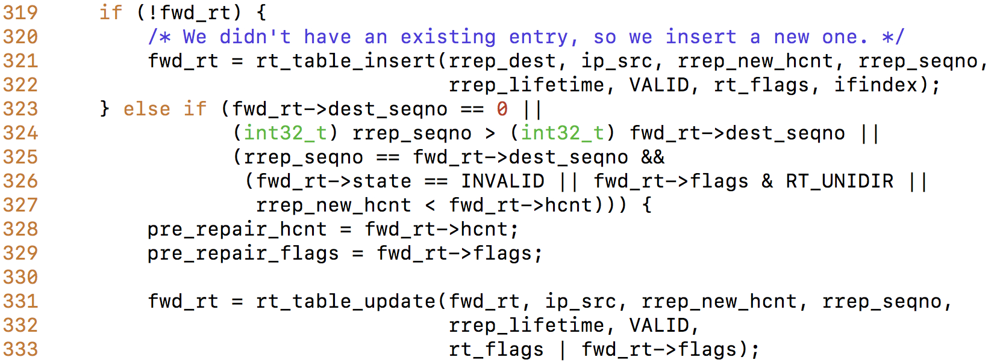 319     if (!fwd_rt) {
320         /* We didn't have an existing entry, so we insert a new one. */
321         fwd_rt = rt_table_insert(rrep_dest, ip_src, rrep_new_hcnt, rrep_seqno,
322                                  rrep_lifetime, VALID, rt_flags, ifindex);
323     } else if (fwd_rt->dest_seqno == 0 ||
324                (int32_t) rrep_seqno > (int32_t) fwd_rt->dest_seqno ||
325                (rrep_seqno == fwd_rt->dest_seqno &&
326                 (fwd_rt->state == INVALID || fwd_rt->flags & RT_UNIDIR ||
327                  rrep_new_hcnt < fwd_rt->hcnt))) {
328         pre_repair_hcnt = fwd_rt->hcnt;
329         pre_repair_flags = fwd_rt->flags;
330
331         fwd_rt = rt_table_update(fwd_rt, ip_src, rrep_new_hcnt, rrep_seqno,
332                                  rrep_lifetime, VALID,
333                                  rt_flags | fwd_rt->flags);